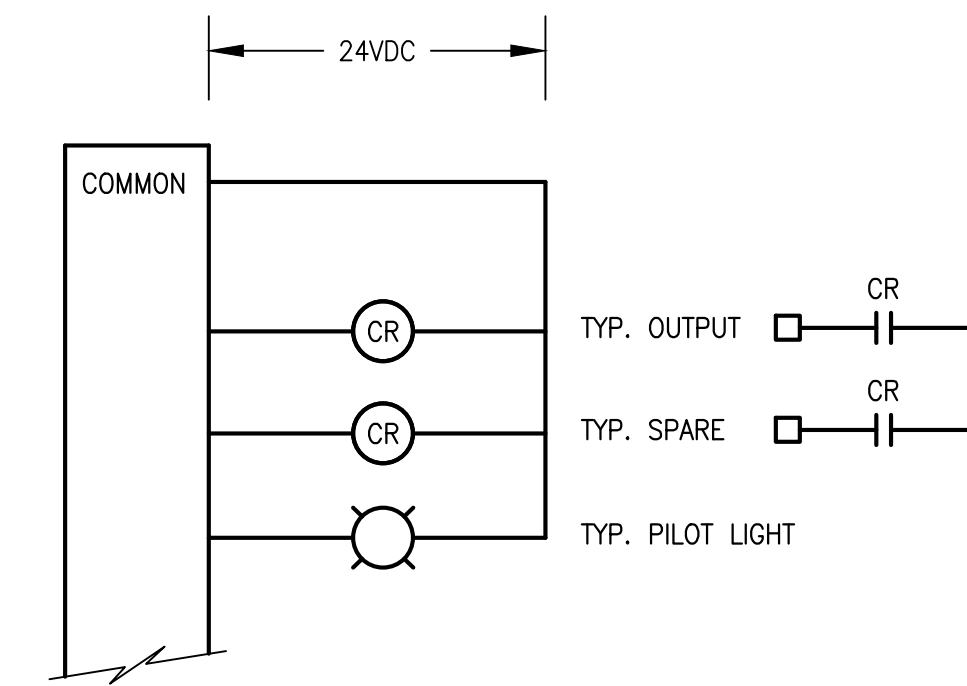 24VDC
COMMON
CR
CR
TYP. OUTPUT
CR
CR
TYP. SPARE
TYP. PILOT LIGHT